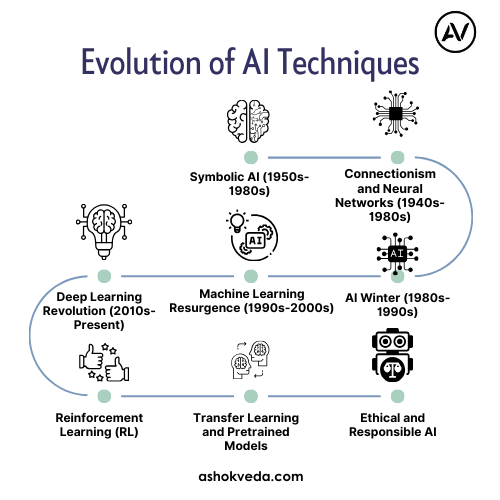 AV
Evolution of AI Techniques
Symbolic AI (1950s-
1980s)
Connectionism
and Neural
Networks (1940s-
1980s)
AI
AI
Deep Learning
Revolution (2010s-
Present)
Machine Learning
Resurgence (1990s-2000s)
AI Winter (1980s-
1990s)
Reinforcement
Learning (RL)
Transfer Learning
and Pretrained
Models
Ethical and
Responsible AI
ashokveda.com